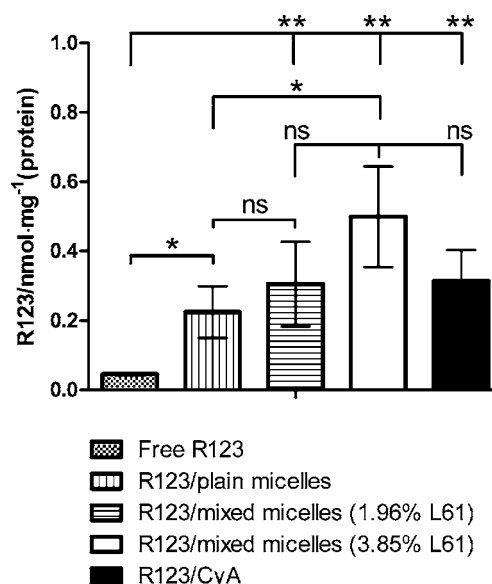 ** ** **
1.0
*
0.8
ns ns
0.6
ns
*
0.4
0.2
0.0
R123/nmol·mg⁻¹(protein)
Free R123
R123/plain micelles
R123/mixed micelles (1.96% L61)
R123/mixed micelles (3.85% L61)
R123/CyA